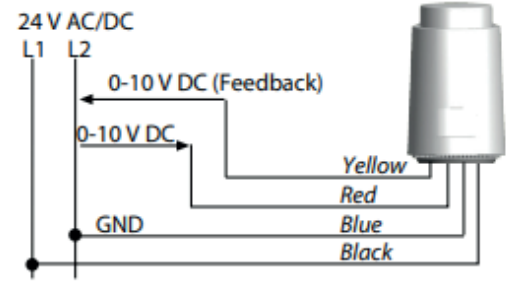 24 V AC/DC
L1 L2
0-10 V DC (Feedback)
0-10 V DC
Yellow
Red
GND Blue
Black